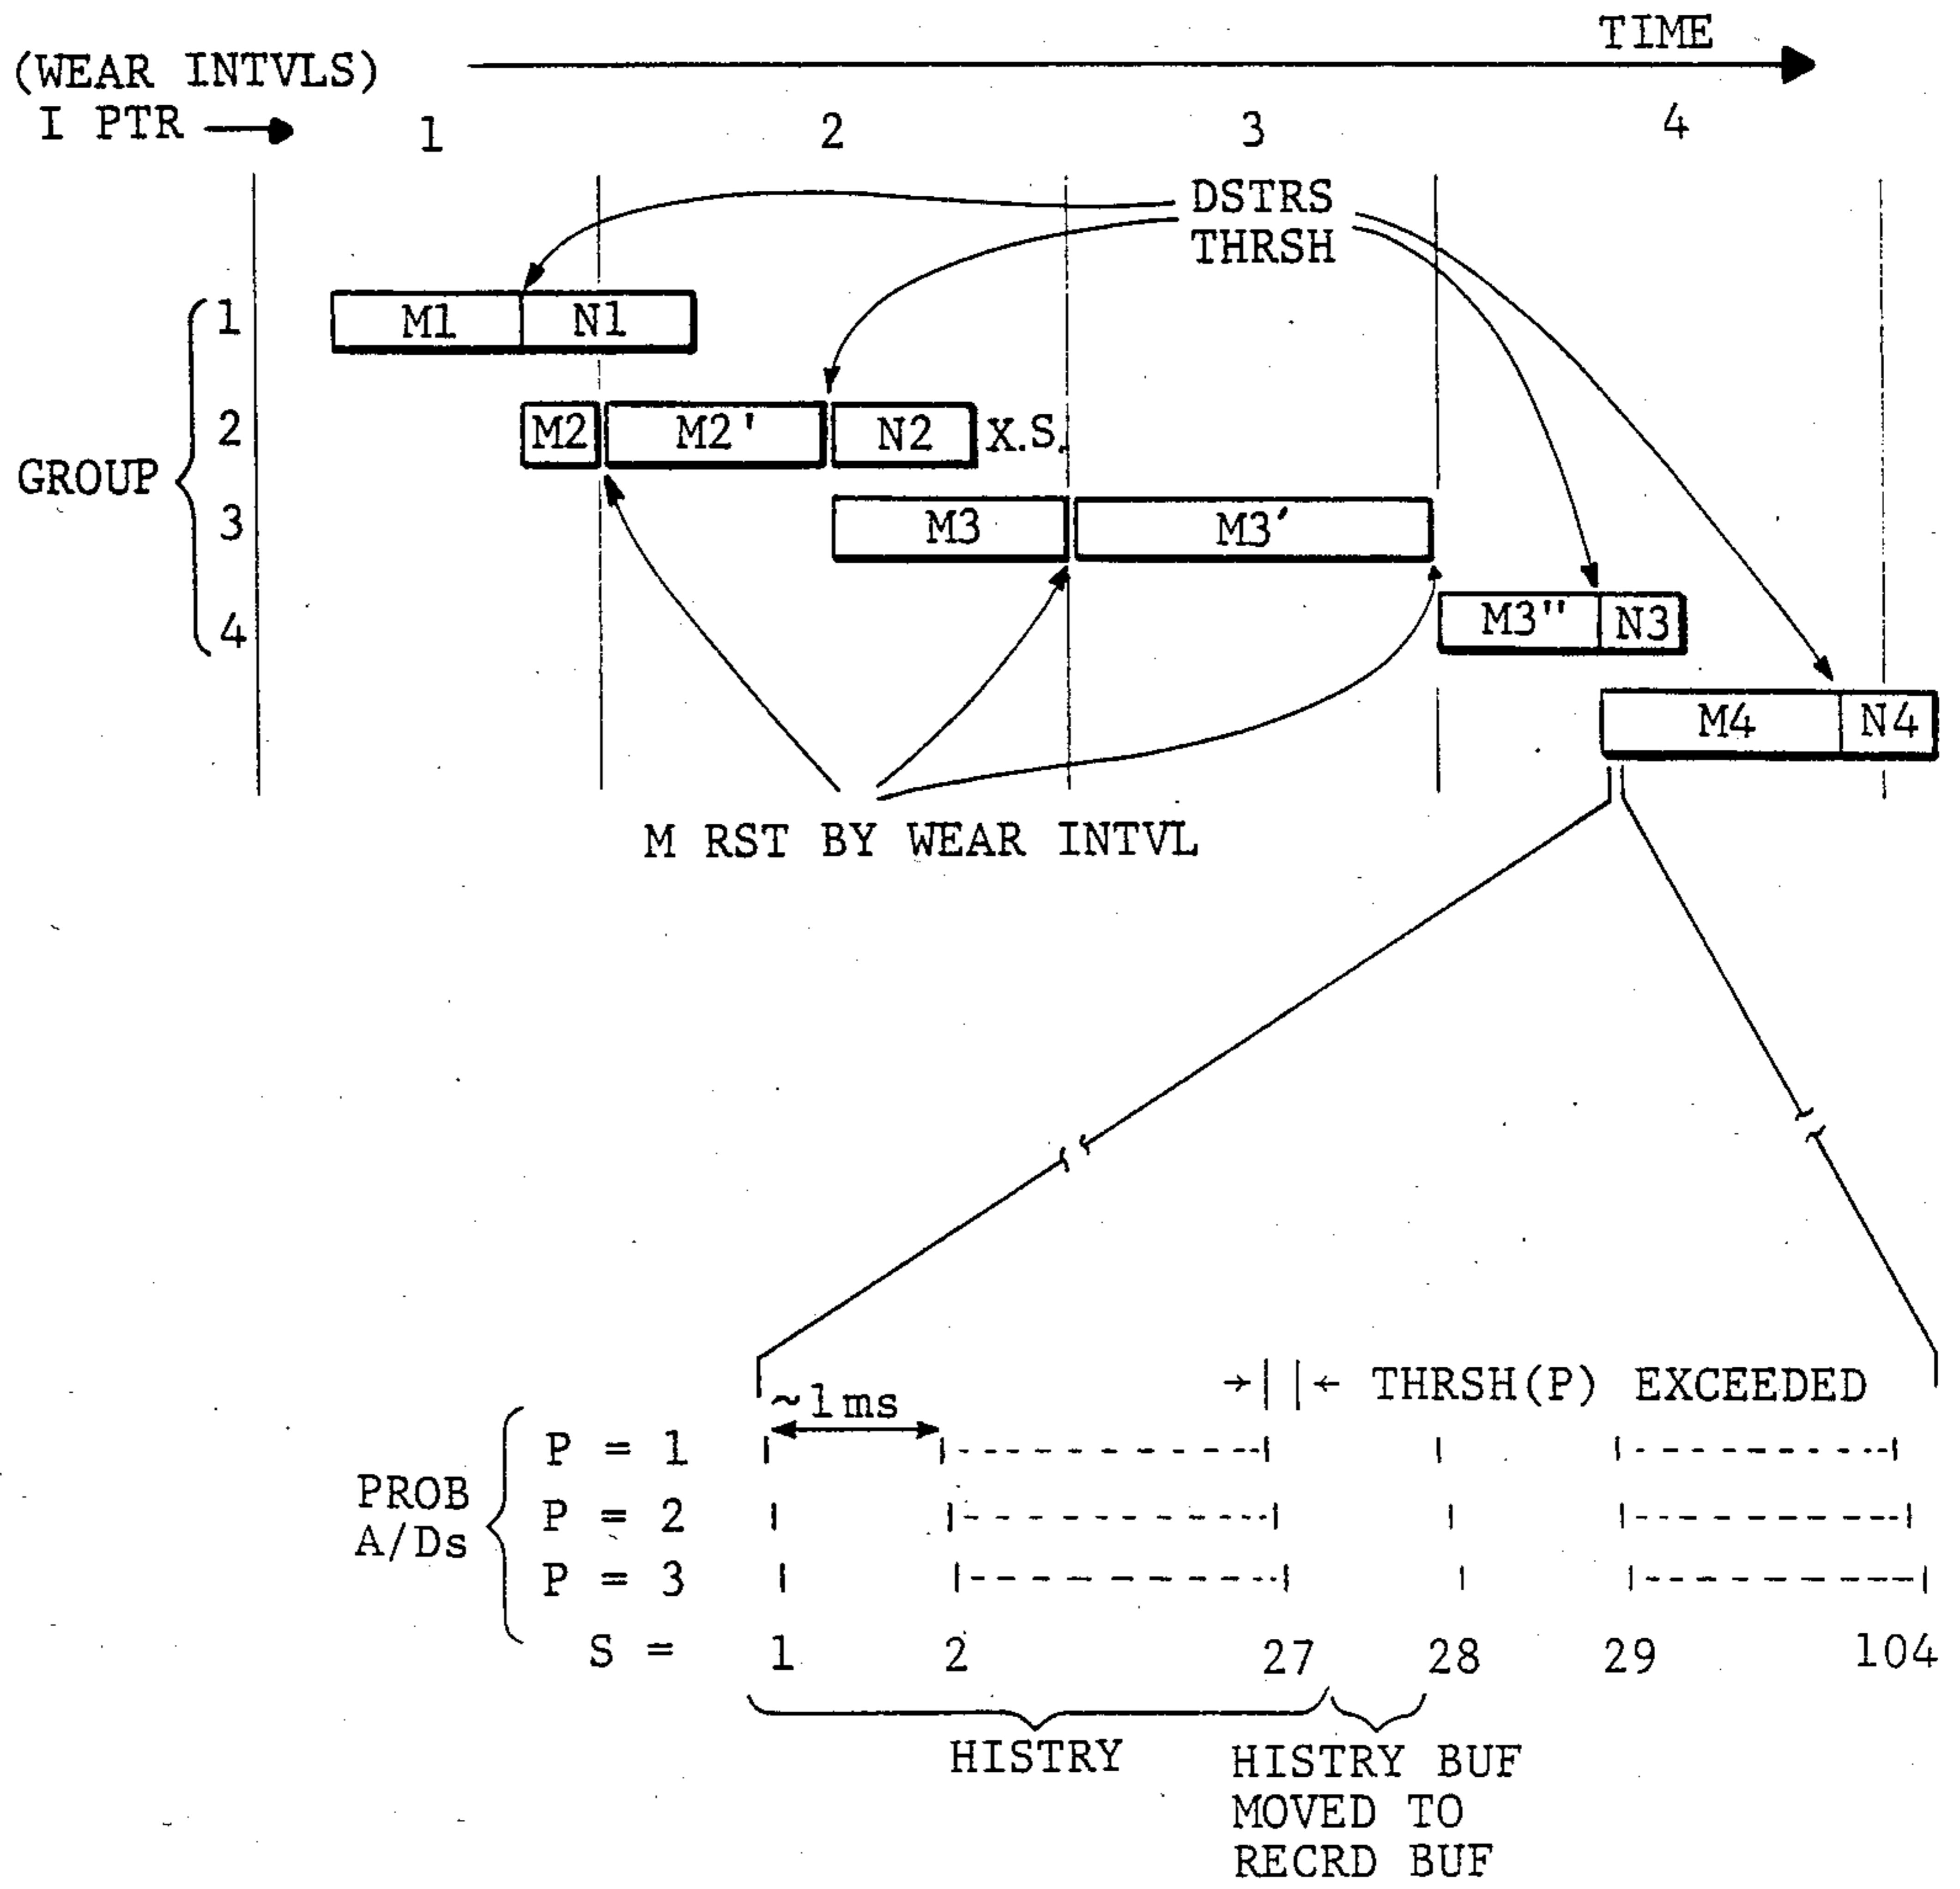 TIME
(WEAR INTVLS)
I PTR
1 2 3 4
DSTRS
THRSH
1 M1 N1
2 M2 M2' N2 X.S.
GROUP
3 M3 M3'
4 M3" N3
M4 N4
M RST BY WEAR INTVL
THRSH(P) EXCEEDED
~1ms
P = 1
PROB
A/Ds
P = 2
P = 3
S = 1 2 27 28 29 104
HISTRY
HISTRY BUF
MOVED TO
RECRD BUF